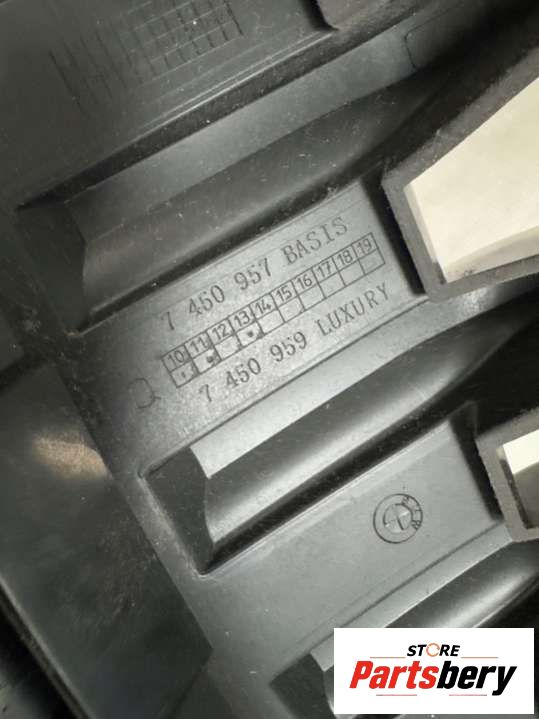 7 450 957 BASIS
10 11 12 13 14 15 16 17 18 19
7 450 959 LUXURY
BMW
STORE
Partsbery